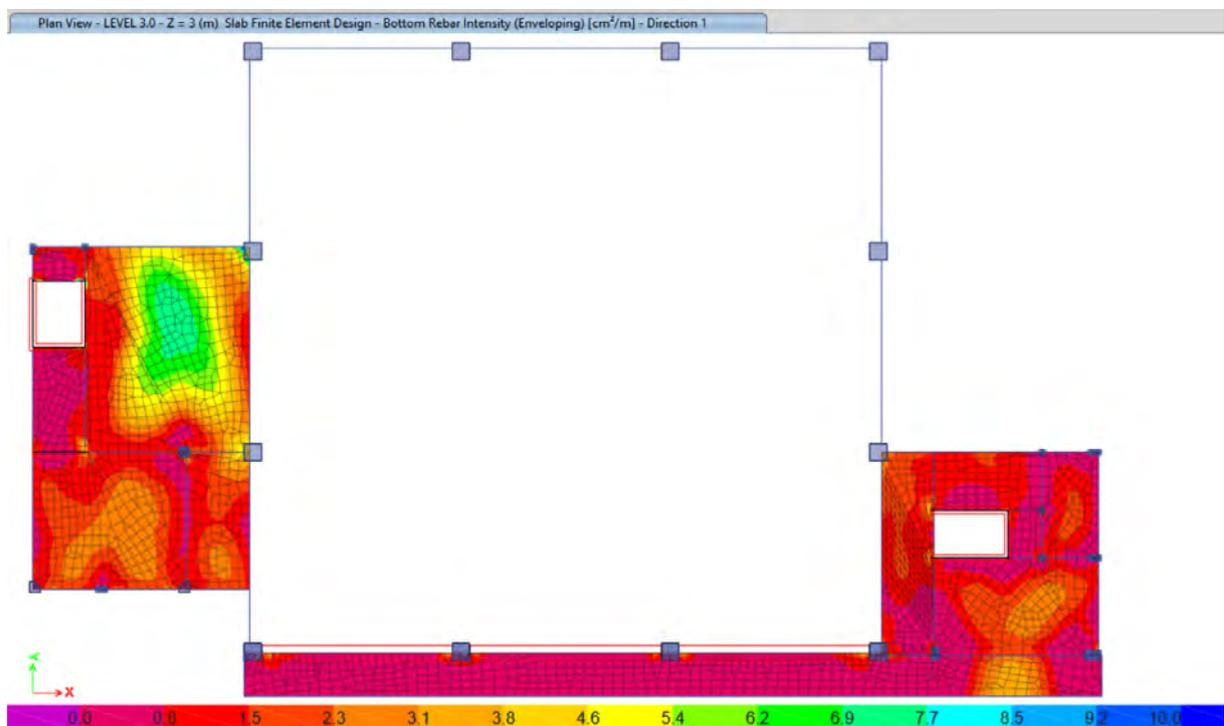 Plan View - LEVEL 3.0 - Z = 3 (m) Slab Finite Element Design - Bottom Rebar Intensity (Enveloping) [cm²/m] - Direction 1
Y
X
0.0 0.8 1.5 2.3 3.1 3.8 4.6 5.4 6.2 6.9 7.7 8.5 9.2 10.0